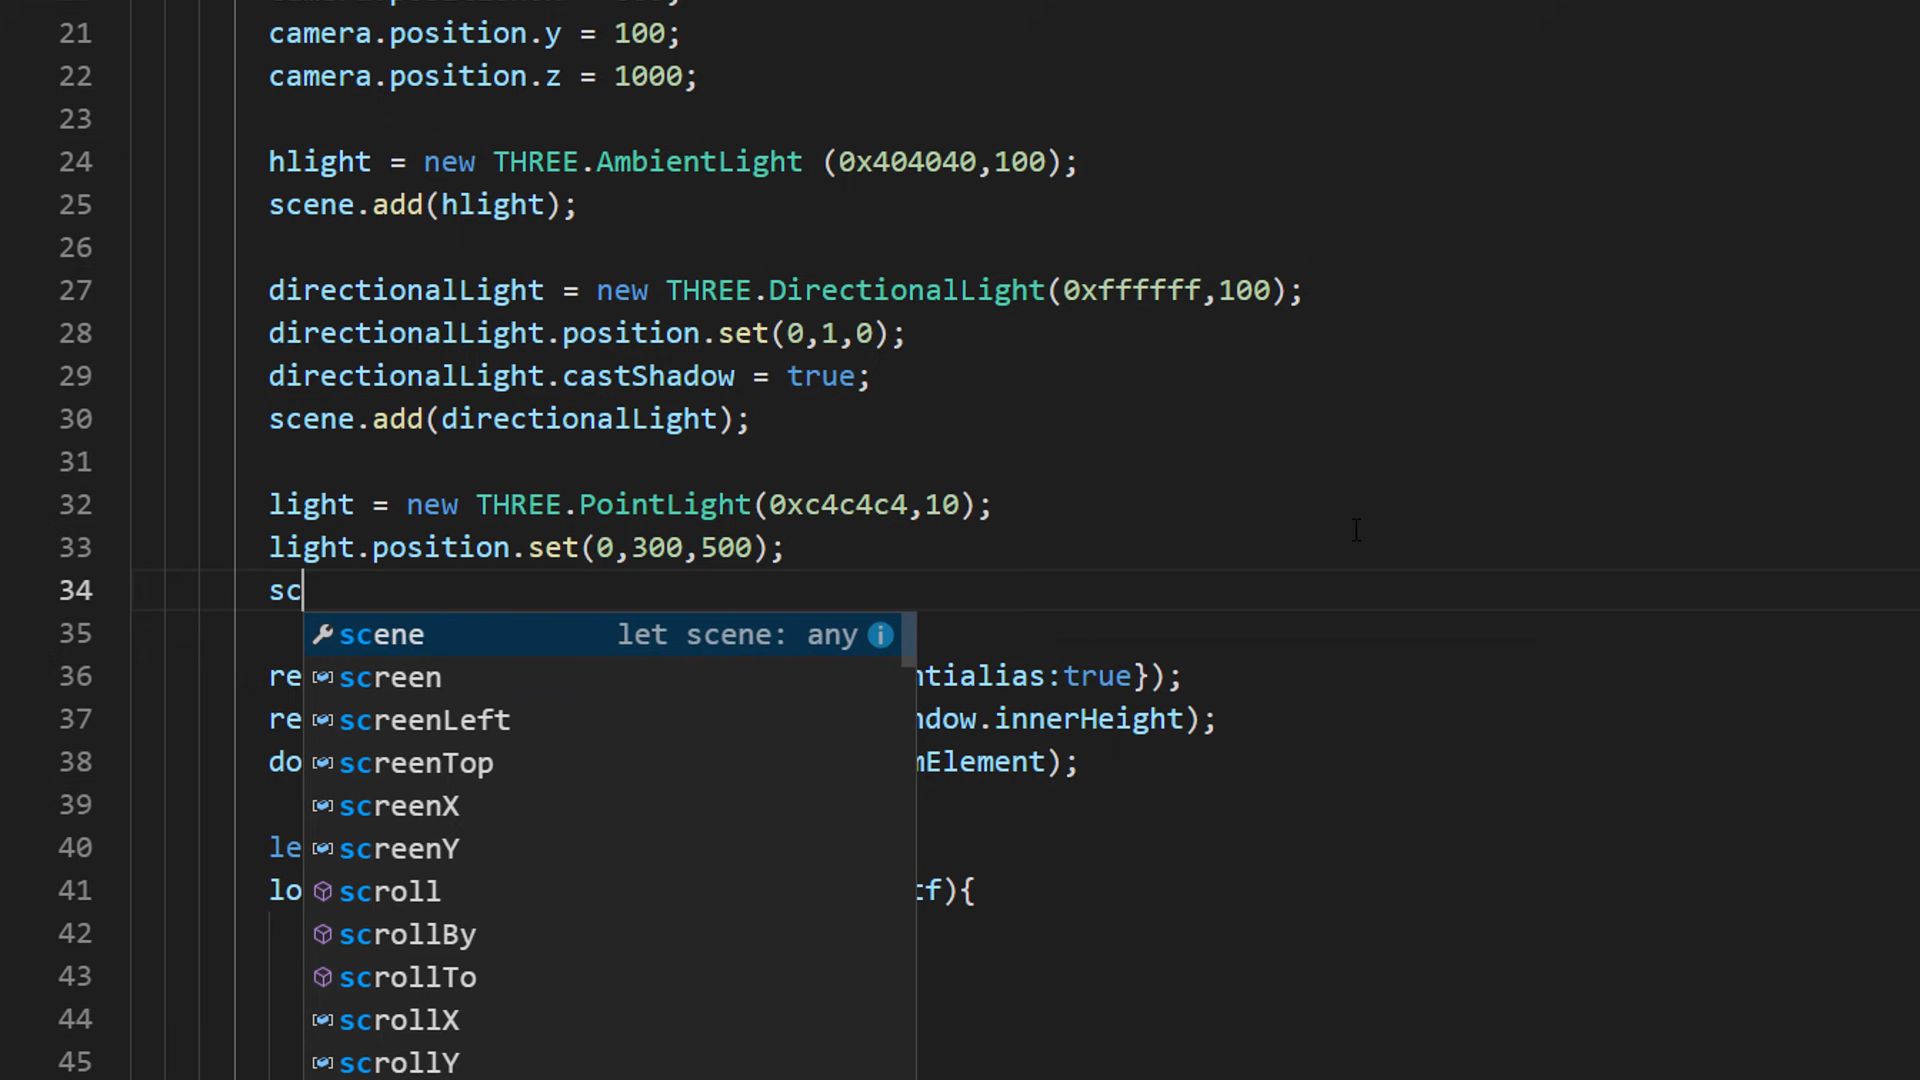 21 camera.position.y = 100;
22 camera.position.z = 1000;
23
24 hlight = new THREE.AmbientLight (0x404040,100);
25 scene.add(hlight);
26
27 directionalLight = new THREE.DirectionalLight(0xffffff,100);
28 directionalLight.position.set(0,1,0);
29 directionalLight.castShadow = true;
30 scene.add(directionalLight);
31
32 light = new THREE.PointLight(0xc4c4c4,10);
33 light.position.set(0,300,500);
34 sc
35 scene let scene: any
screen
36 re ntialias:true});
screenLeft
37 re ndow.innerHeight);
screenTop
38 do mElement);
39 screenX
40 le screenY
41 lo scroll tf){
42 scrollBy
43 scrollTo
44 scrollX
45 scrollY